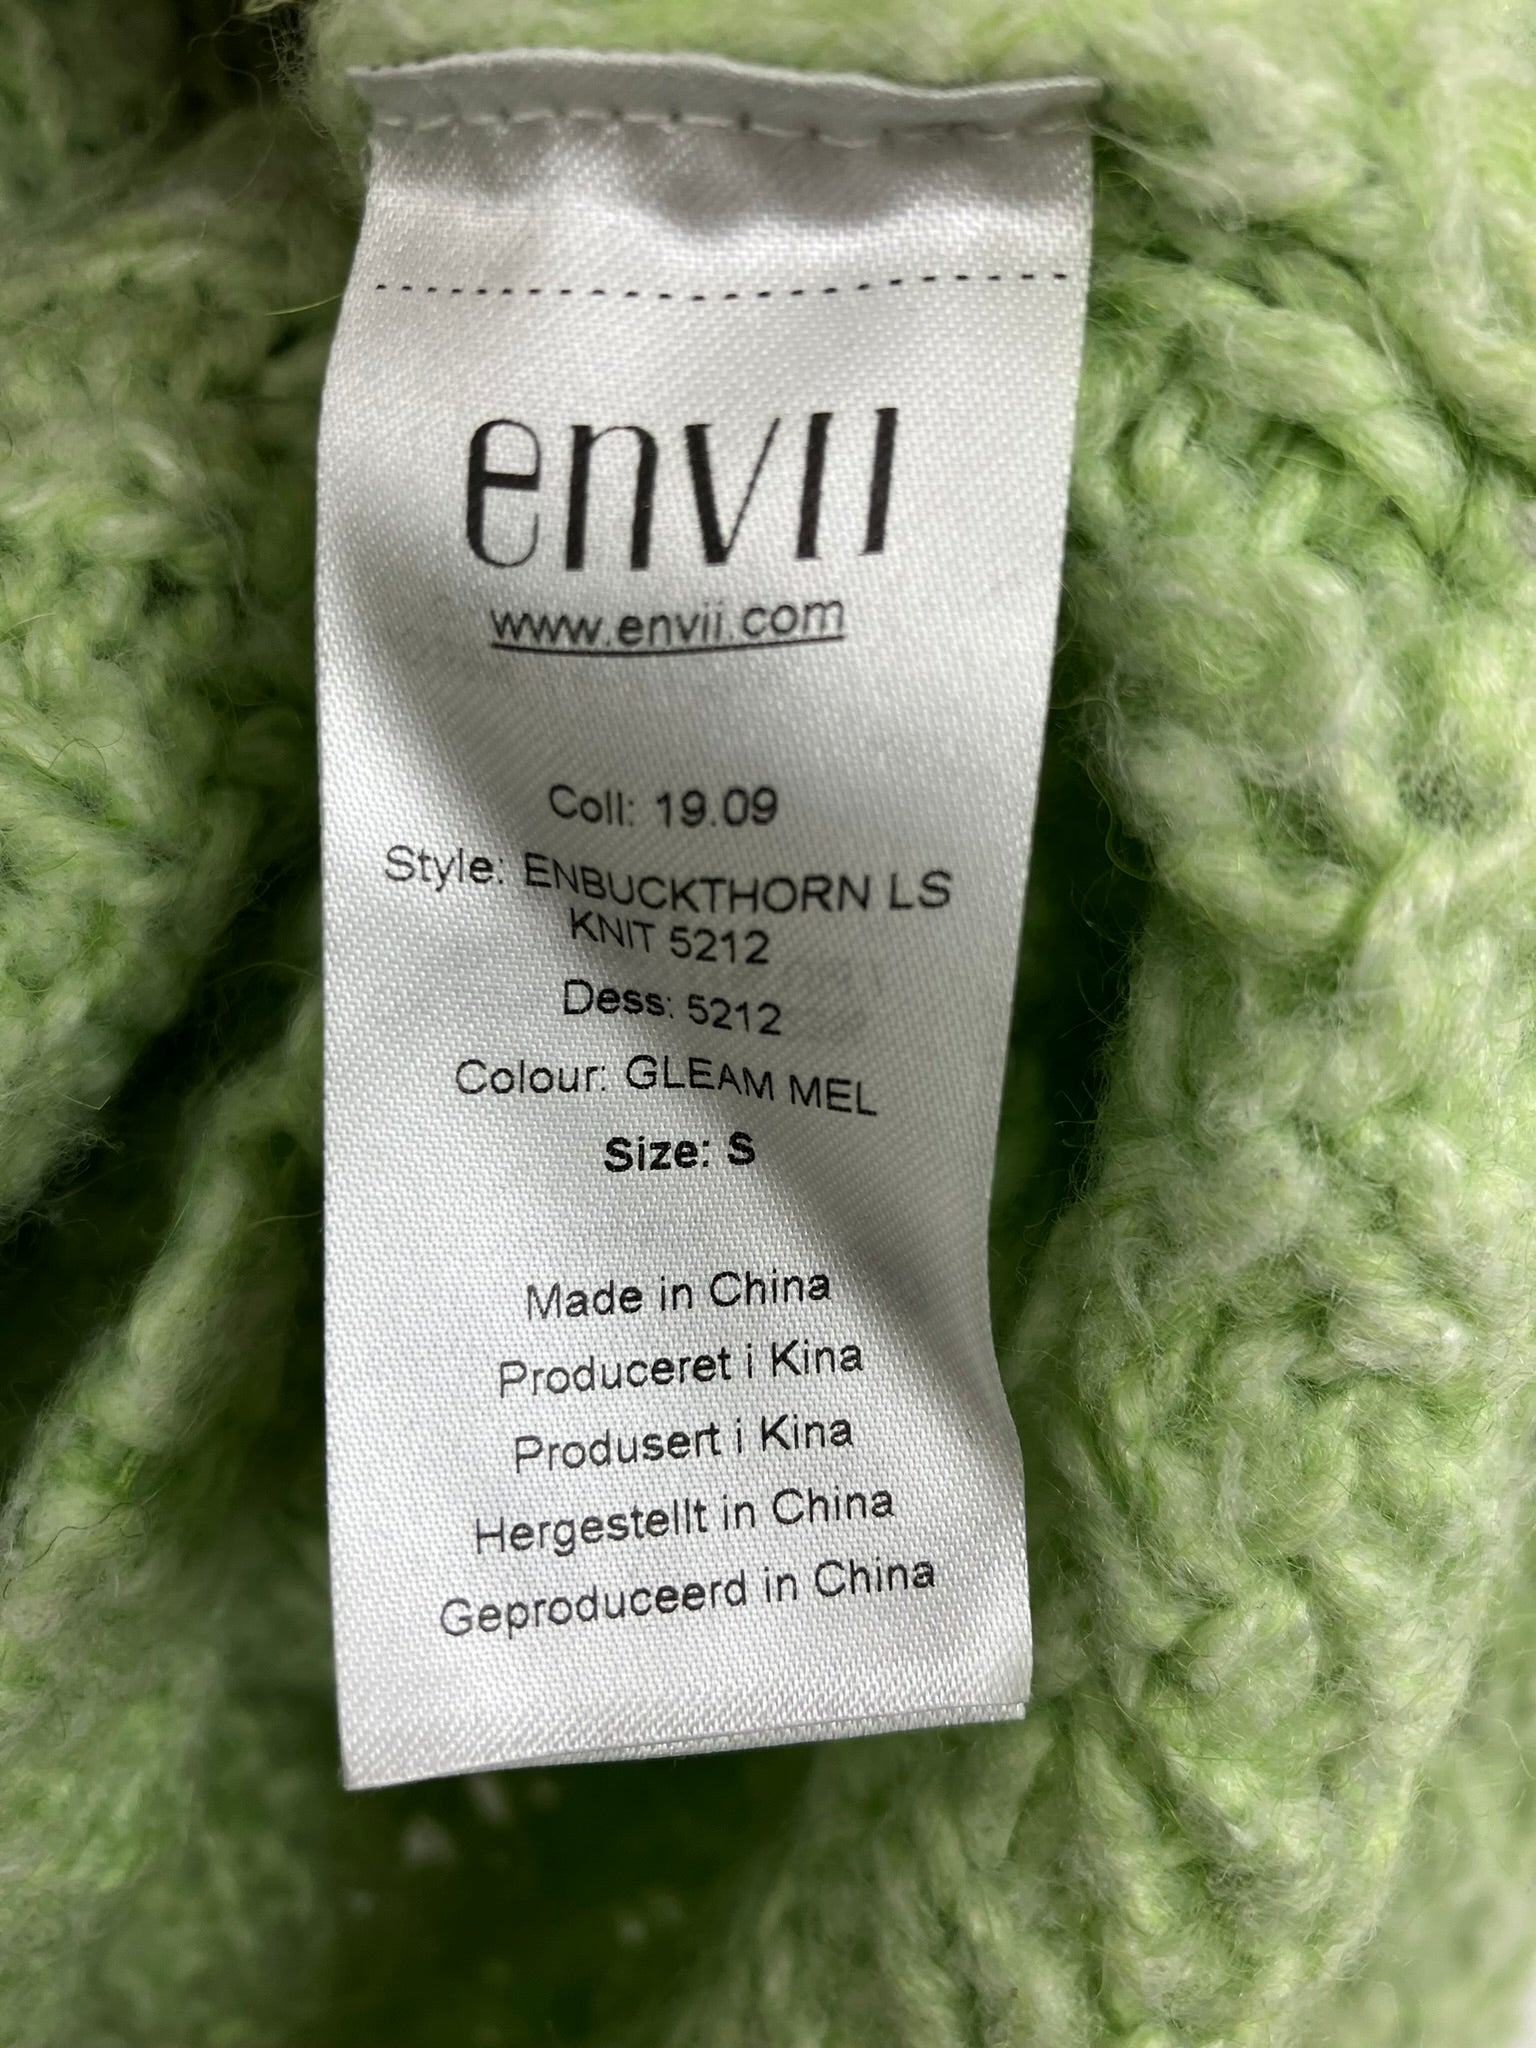 envii
www.envii.com
Coll: 19.09
Style: ENBUCKTHORN LS
KNIT 5212
Dess: 5212
Colour: GLEAM MEL
Size: S
Made in China
Produceret i Kina
Produsert i Kina
Hergestellt in China
Geproduceerd in China